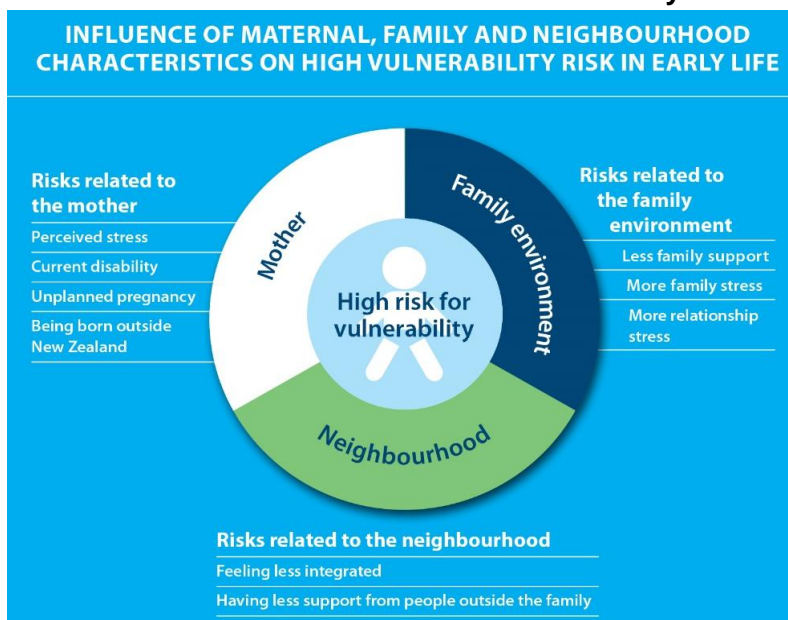 INFLUENCE OF MATERNAL, FAMILY AND NEIGHBOURHOOD
CHARACTERISTICS ON HIGH VULNERABILITY RISK IN EARLY LIFE
Risks related to
the mother
Perceived stress
Current disability
Unplanned pregnancy
Being born outside
New Zealand
Mother
Family environment
High risk for
vulnerability
Neighbourhood
Risks related to
the family
environment
Less family support
More family stress
More relationship
stress
Risks related to the neighbourhood
Feeling less integrated
Having less support from people outside the family